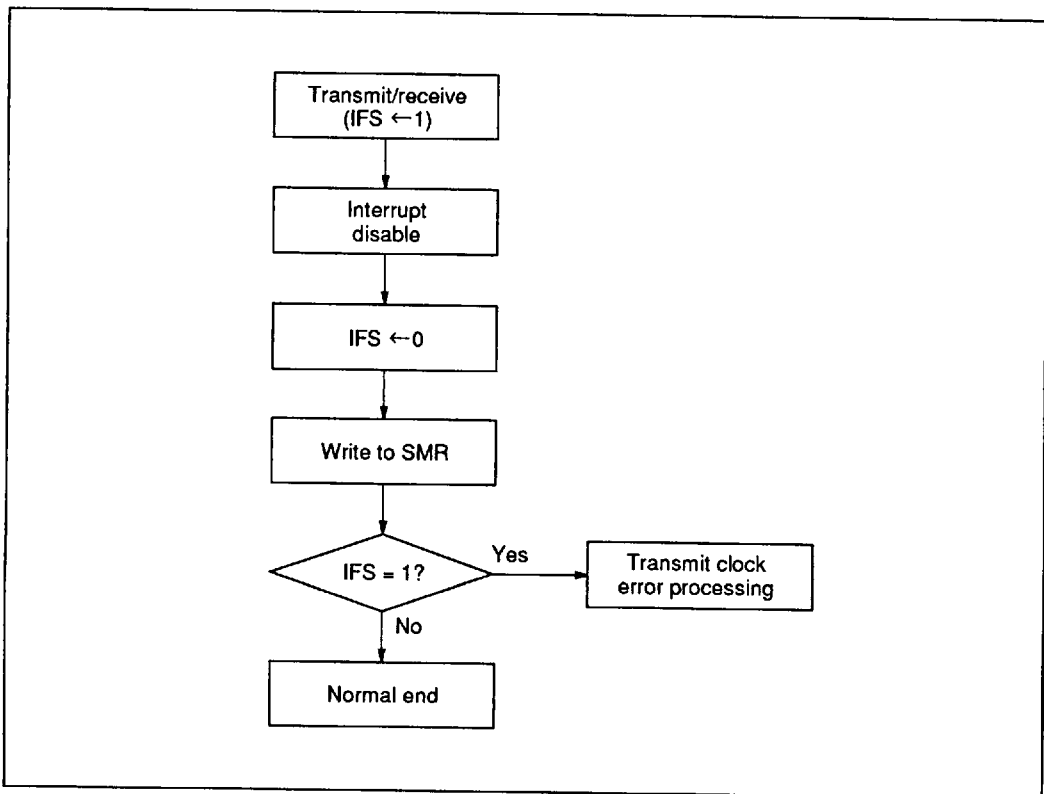 Transmit/receive
(IFS ←1)
Interrupt
disable
IFS ←0
Write to SMR
IFS = 1?
Yes
Transmit clock
error processing
No
Normal end